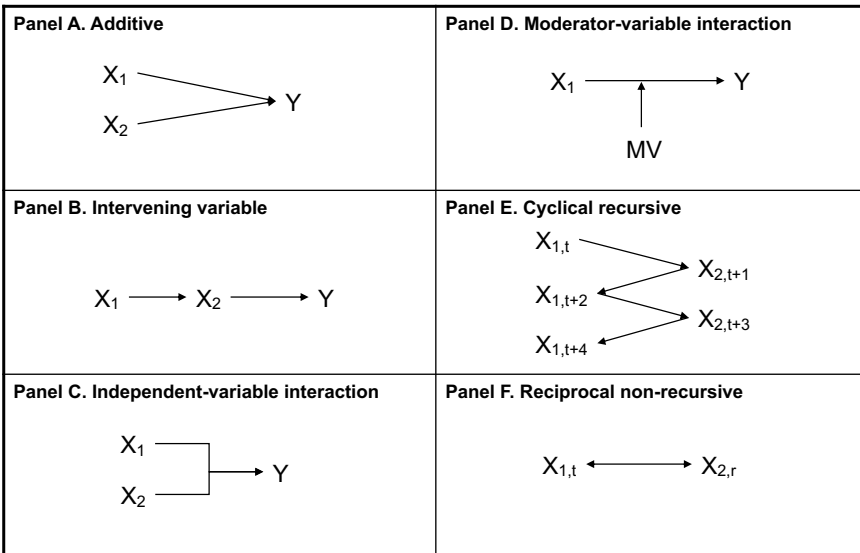 Panel A. Additive
X1
X2
Y
Panel B. Intervening variable
X1 X2 Y
Panel C. Independent-variable interaction
X1
X2
Y
Panel D. Moderator-variable interaction
X1 Y
MV
Panel E. Cyclical recursive
X1,t
X2,t+1
X1,t+2
X2,t+3
X1,t+4
Panel F. Reciprocal non-recursive
X1,t X2,r